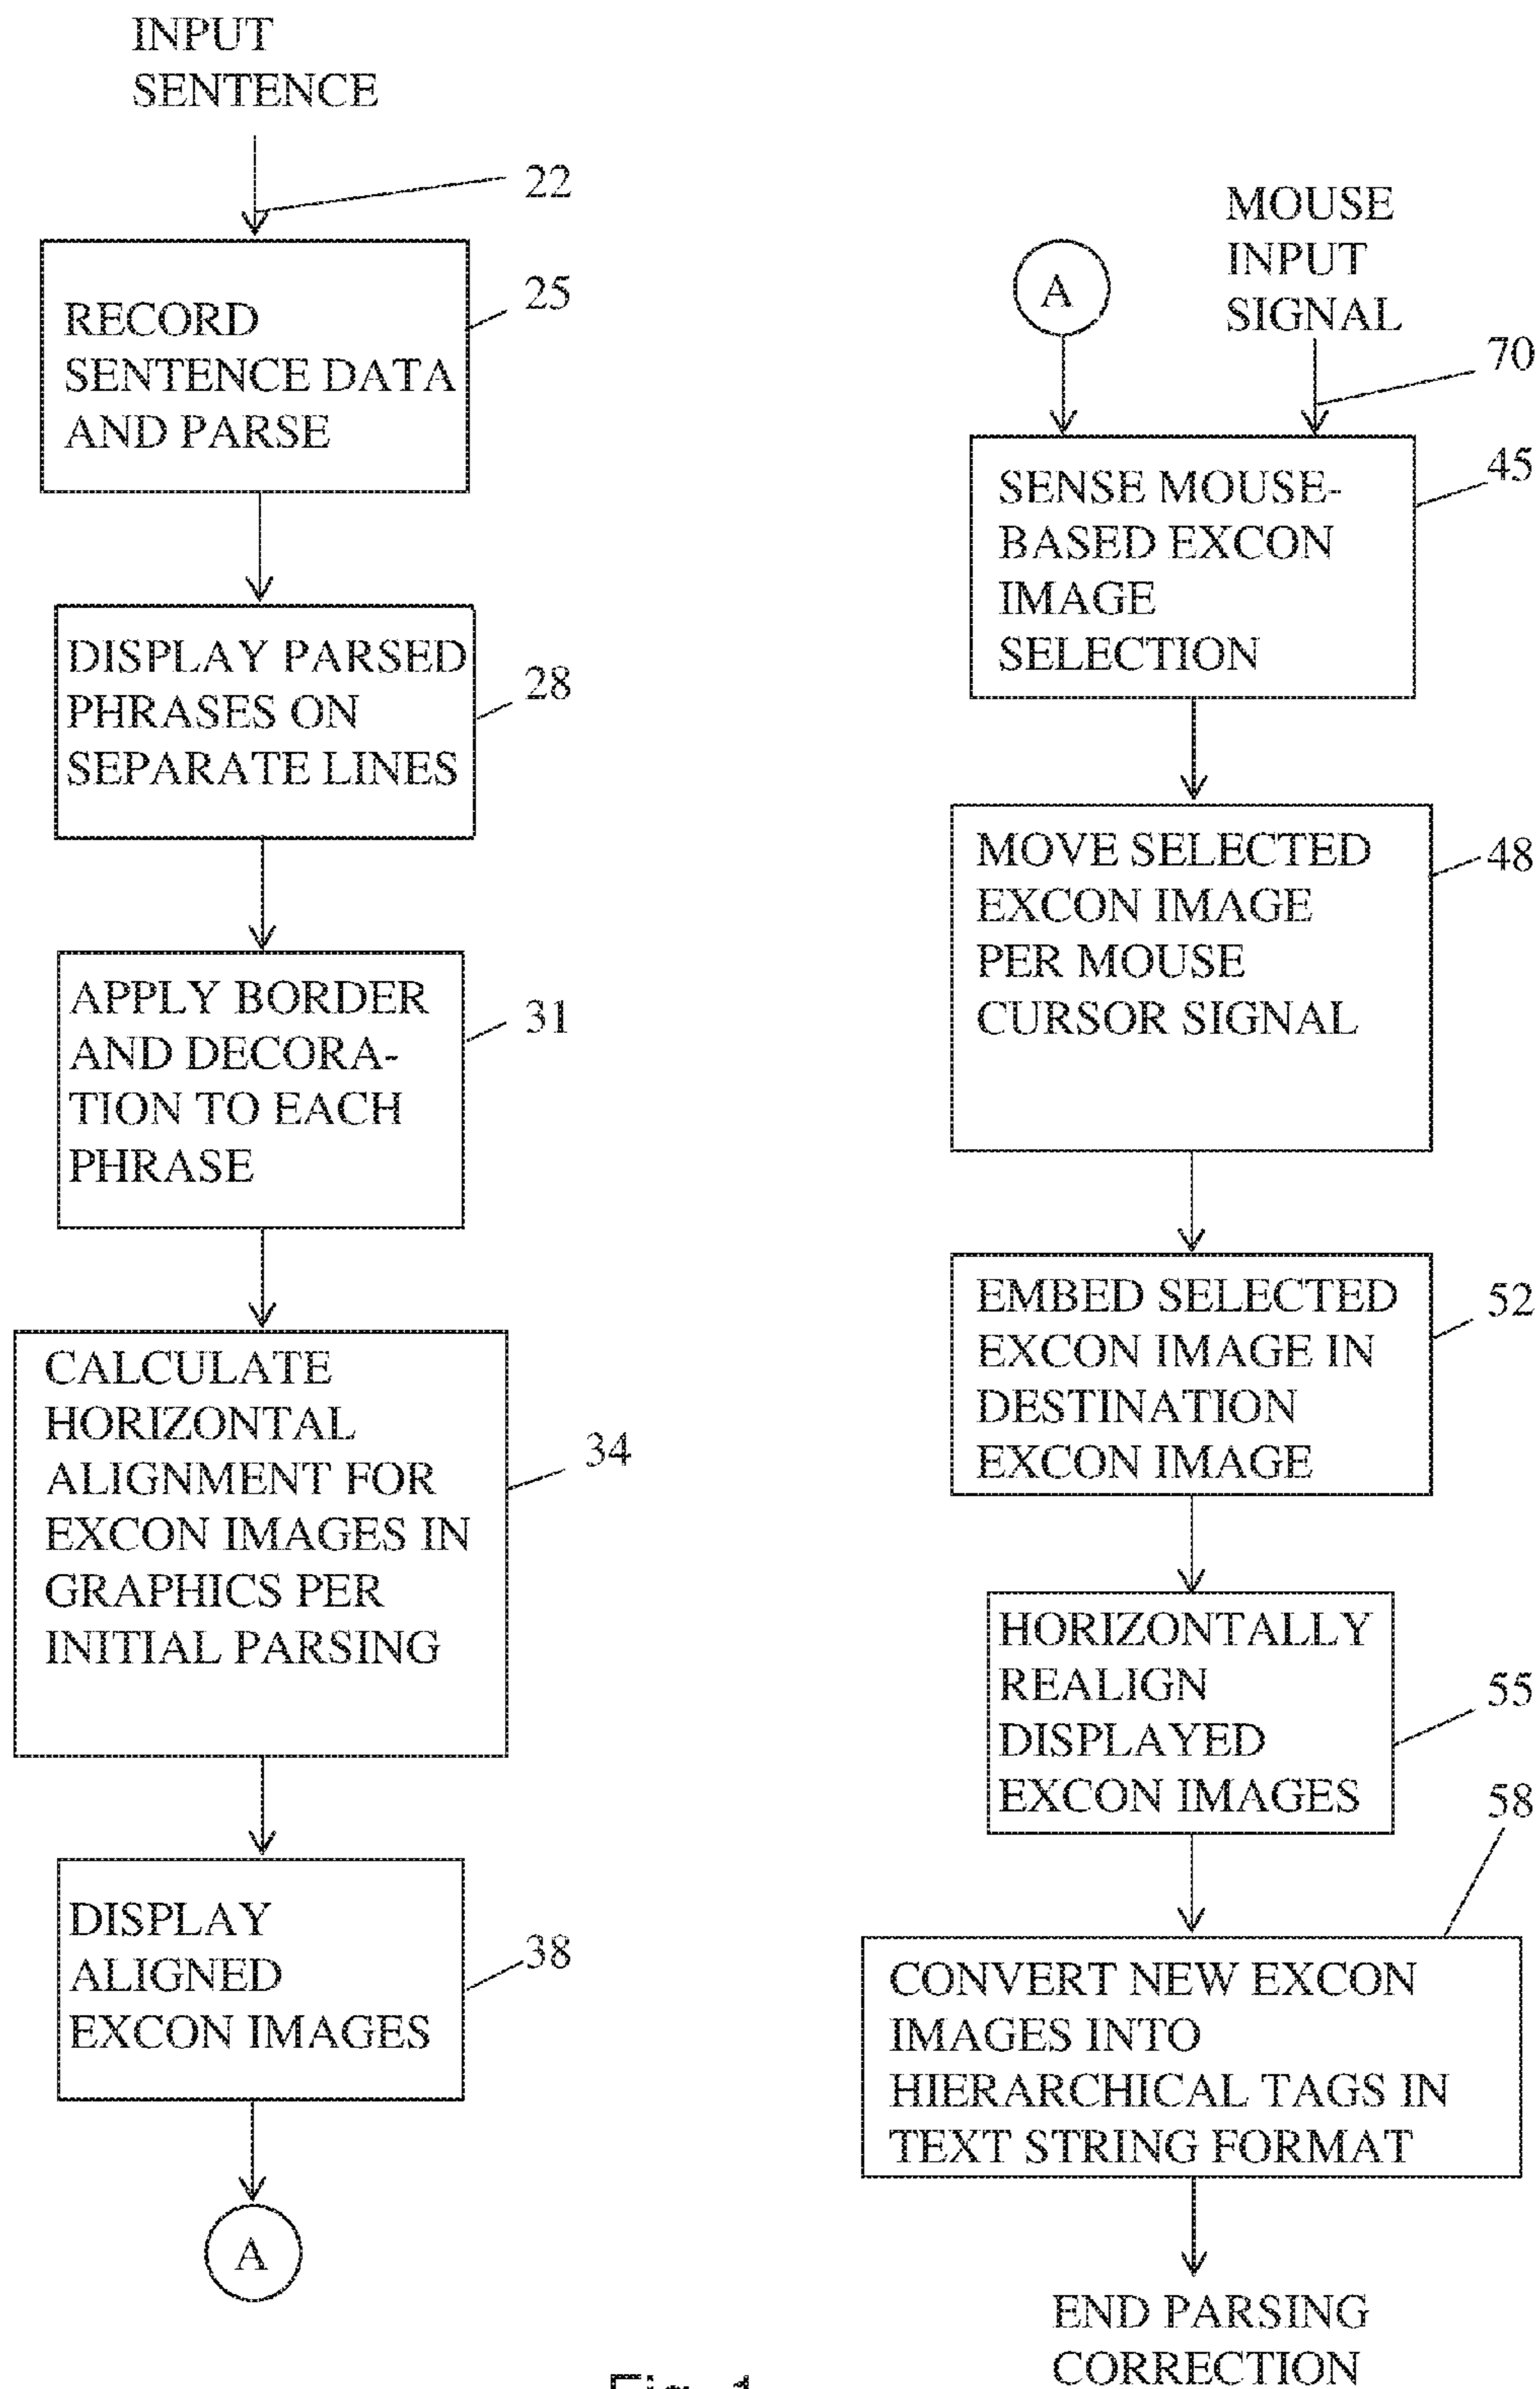 INPUT
SENTENCE
22
RECORD
SENTENCE DATA
AND PARSE
25
DISPLAY PARSED
PHRASES ON
SEPARATE LINES
28
APPLY BORDER
AND DECORA-
TION TO EACH
PHRASE
31
CALCULATE
HORIZONTAL
ALIGNMENT FOR
EXCON IMAGES IN
GRAPHICS PER
INITIAL PARSING
34
DISPLAY
ALIGNED
EXCON IMAGES
38
A
A
MOUSE
INPUT
SIGNAL
70
SENSE MOUSE-
BASED EXCON
IMAGE
SELECTION
45
MOVE SELECTED
EXCON IMAGE
PER MOUSE
CURSOR SIGNAL
48
EMBED SELECTED
EXCON IMAGE IN
DESTINATION
EXCON IMAGE
52
HORIZONTALLY
REALIGN
DISPLAYED
EXCON IMAGES
55
58
CONVERT NEW EXCON
IMAGES INTO
HIERARCHICAL TAGS IN
TEXT STRING FORMAT
END PARSING
CORRECTION